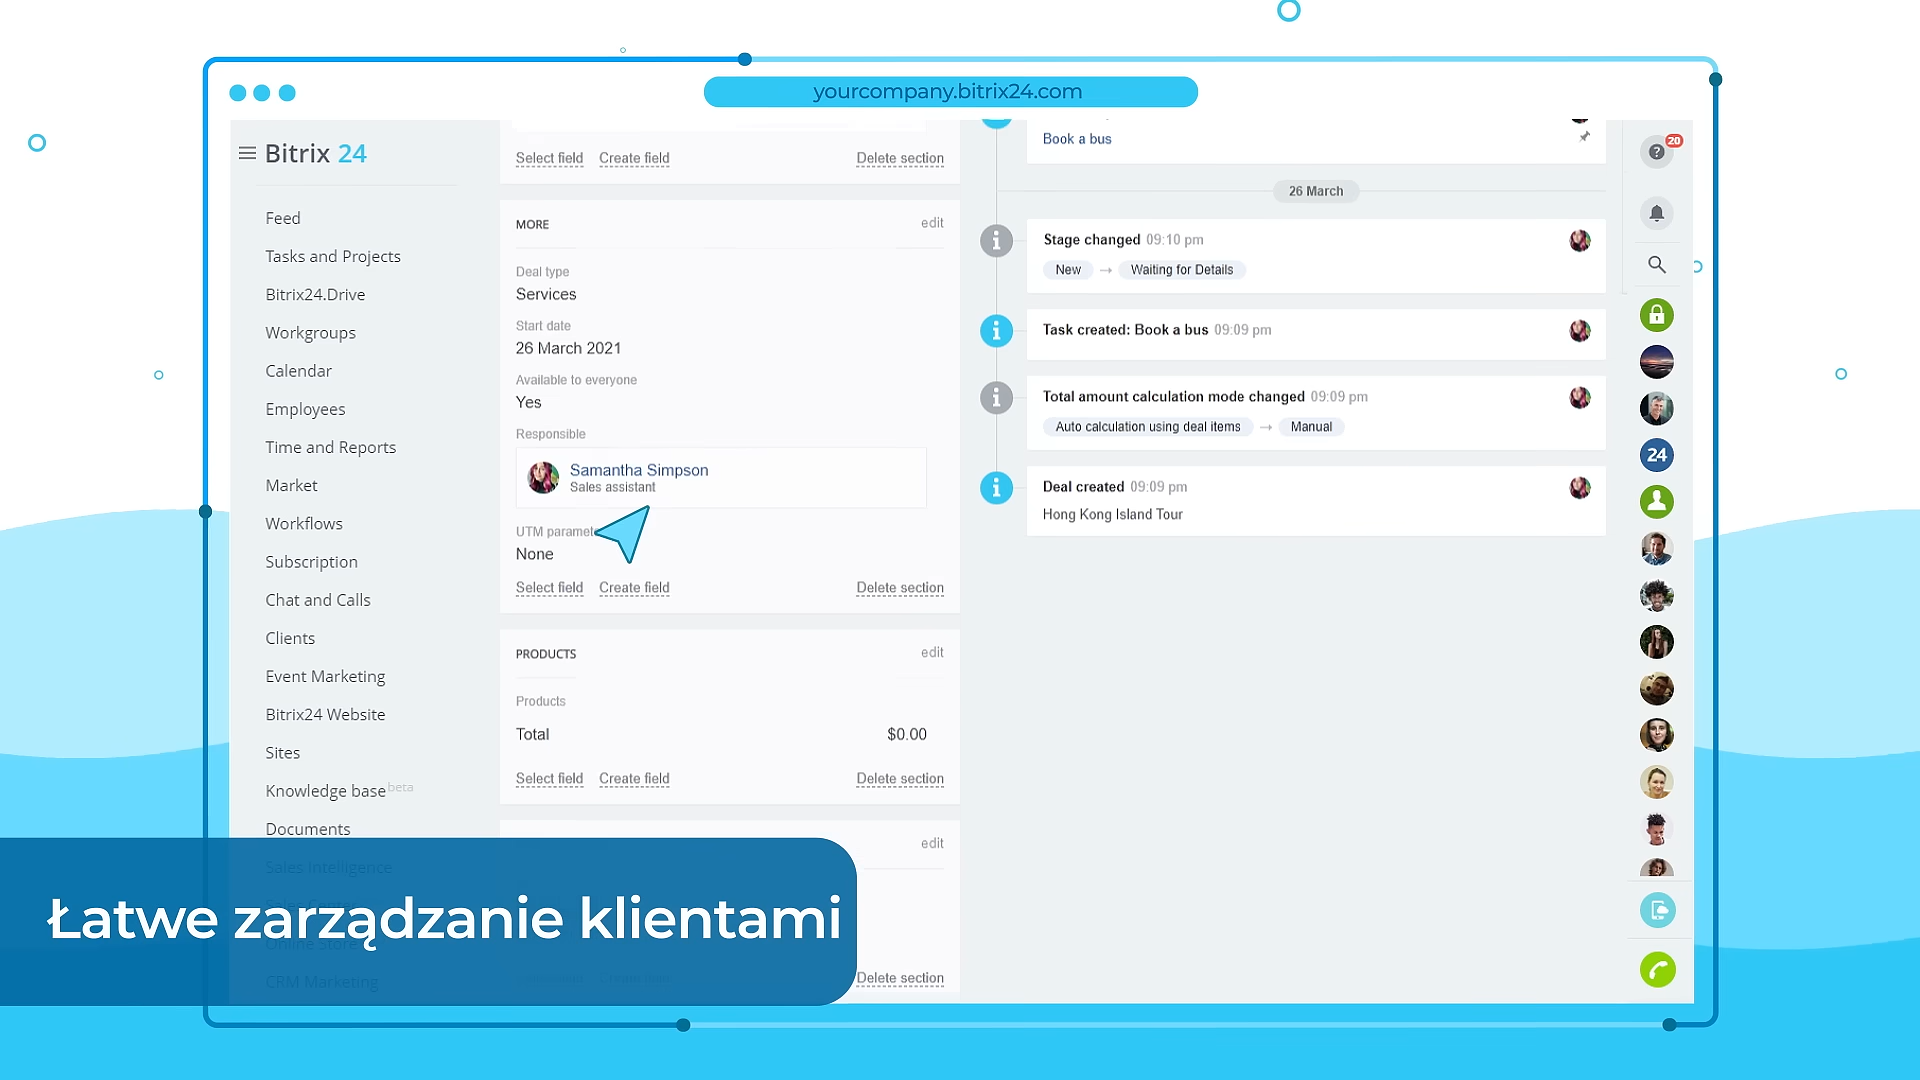 yourcompany.bitrix24.com
Bitrix 24
Feed
Tasks and Projects
Bitrix24.Drive
Workgroups
Calendar
Employees
Time and Reports
Market
Workflows
Subscription
Chat and Calls
Clients
Event Marketing
Bitrix24 Website
Sites
Knowledge base beta
Documents
Sales Intelligence
Online Store
CRM Marketing
Select field Create field Delete section
MORE edit
Deal type
Services
Start date
26 March 2021
Available to everyone
Yes
Responsible
Samantha Simpson
Sales assistant
UTM paramet
None
Select field Create field Delete section
PRODUCTS edit
Products
Total $0.00
Select field Create field Delete section
edit
Delete section
Book a bus
26 March
Stage changed 09:10 pm
New → Waiting for Details
Task created: Book a bus 09:09 pm
Total amount calculation mode changed 09:09 pm
Auto calculation using deal items → Manual
Deal created 09:09 pm
Hong Kong Island Tour
20
24
Łatwe zarządzanie klientami